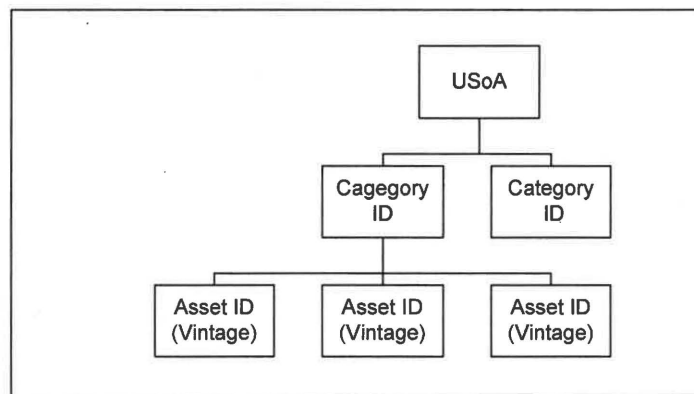 USoA
Cagegory
ID
Category
ID
Asset ID
(Vintage)
Asset ID
(Vintage)
Asset ID
(Vintage)